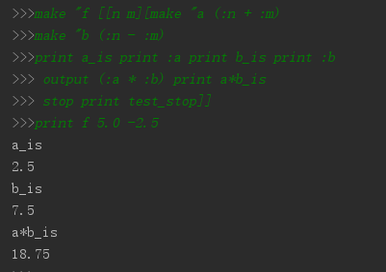 >>>make "f [[n m][make "a (:n + :m)
>>>make "b (:n - :m)
>>>print a_is print :a print b_is print :b
>>> output (:a * :b) print a*b_is
>>> stop print test_stop]]
>>>print f 5.0 -2.5
a_is
2.5
b_is
7.5
a*b_is
18.75